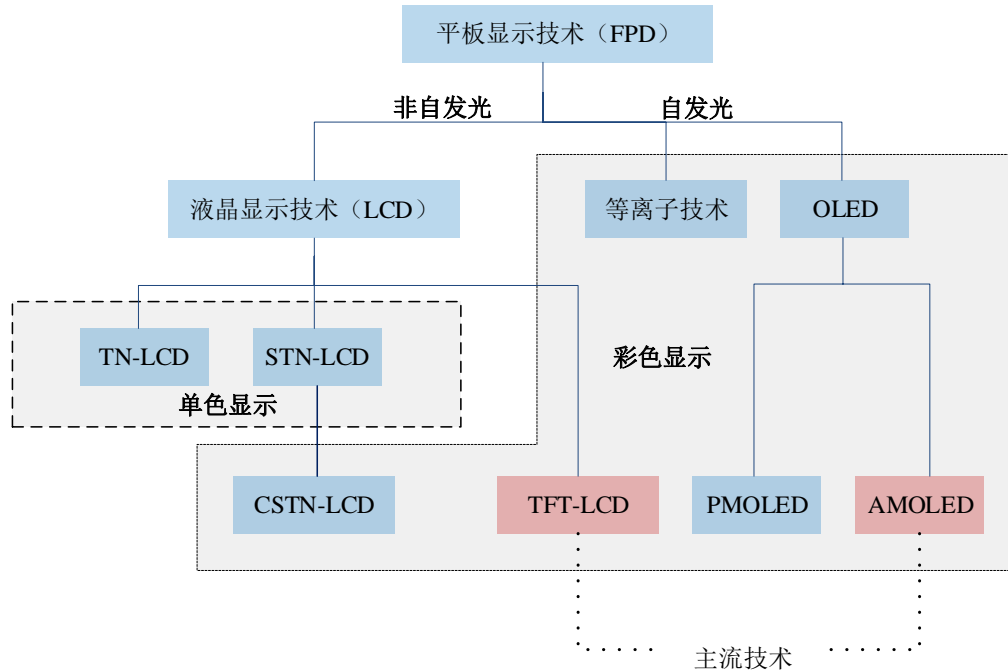 平板显示技术（FPD）
非自发光
自发光
液晶显示技术（LCD）
等离子技术
OLED
TN-LCD
STN-LCD
彩色显示
单色显示
CSTN-LCD
TFT-LCD
PMOLED
AMOLED
主流技术